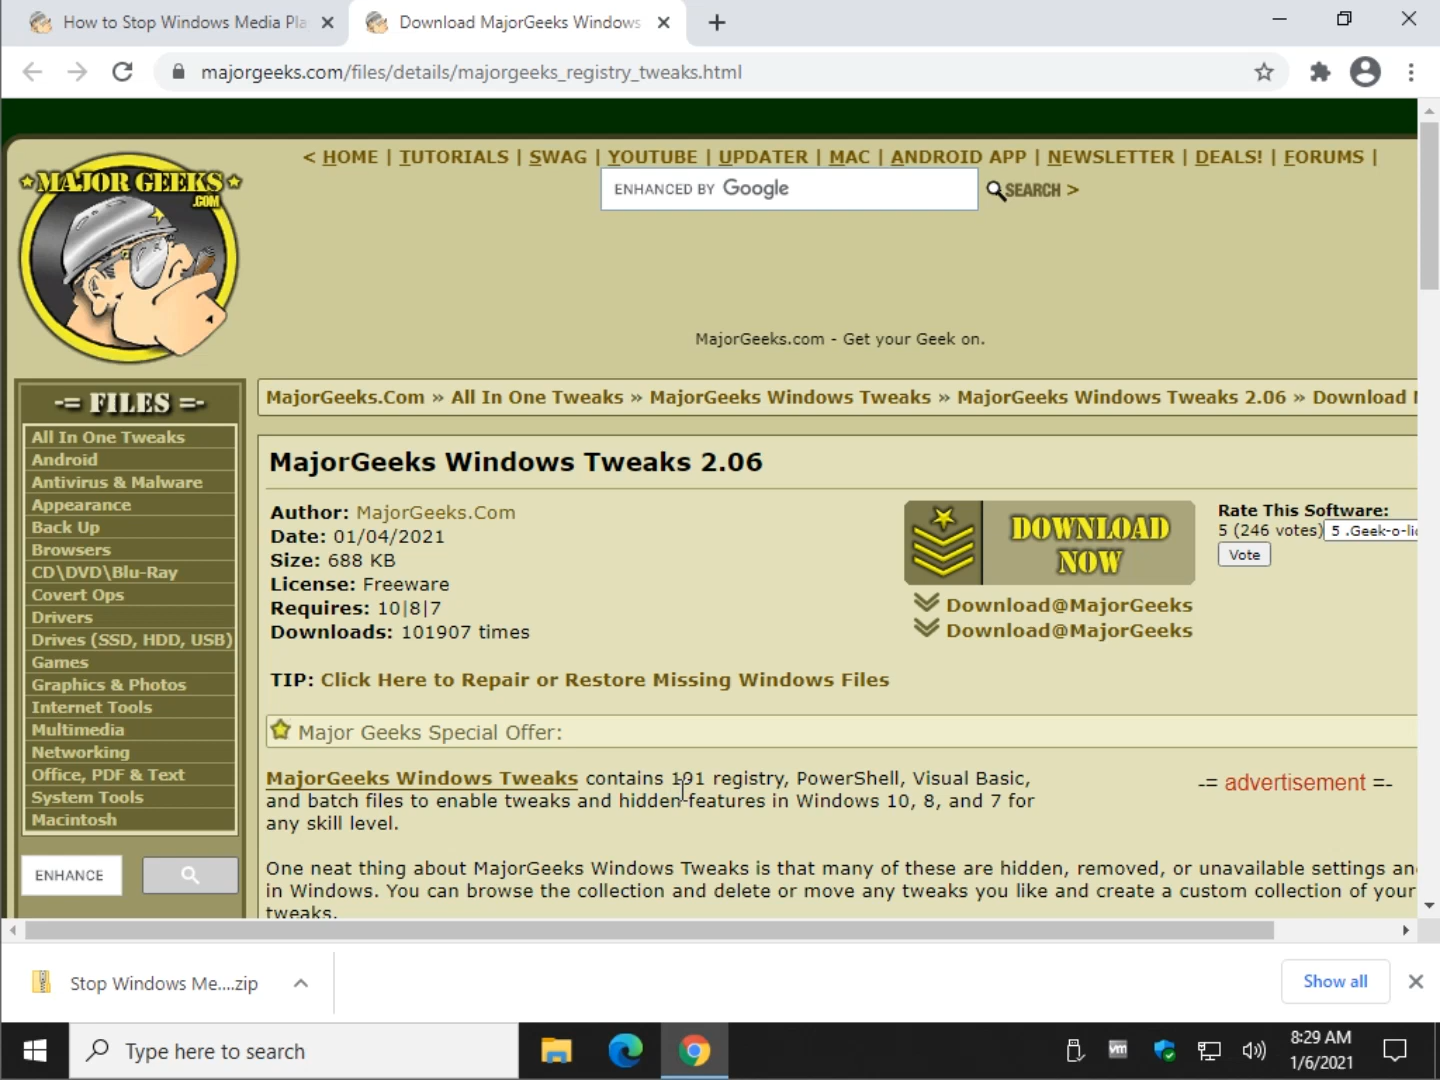 How to Stop Windows Media Pla
Download MajorGeeks Windows
majorgeeks.com/files/details/majorgeeks_registry_tweaks.html
MAJOR GEEKS
.COM
< HOME | TUTORIALS | SWAG | YOUTUBE | UPDATER | MAC | ANDROID APP | NEWSLETTER | DEALS! | FORUMS |
ENHANCED BY Google
SEARCH >
MajorGeeks.com - Get your Geek on.
-= FILES =-
All In One Tweaks
Android
Antivirus & Malware
Appearance
Back Up
Browsers
CD\DVD\Blu-Ray
Covert Ops
Drivers
Drives (SSD, HDD, USB)
Games
Graphics & Photos
Internet Tools
Multimedia
Networking
Office, PDF & Text
System Tools
Macintosh
ENHANCE
MajorGeeks.Com » All In One Tweaks » MajorGeeks Windows Tweaks » MajorGeeks Windows Tweaks 2.06 » Download
MajorGeeks Windows Tweaks 2.06
Author: MajorGeeks.Com
Date: 01/04/2021
Size: 688 KB
License: Freeware
Requires: 10|8|7
Downloads: 101907 times
DOWNLOAD
NOW
Download@MajorGeeks
Download@MajorGeeks
Rate This Software:
5 (246 votes) 5 .Geek-o-lic
Vote
TIP: Click Here to Repair or Restore Missing Windows Files
Major Geeks Special Offer:
MajorGeeks Windows Tweaks contains 191 registry, PowerShell, Visual Basic,
and batch files to enable tweaks and hidden features in Windows 10, 8, and 7 for
any skill level.
-= advertisement =-
One neat thing about MajorGeeks Windows Tweaks is that many of these are hidden, removed, or unavailable settings an
in Windows. You can browse the collection and delete or move any tweaks you like and create a custom collection of your
tweaks.
Stop Windows Me....zip
Show all
Type here to search
vm
8:29 AM
1/6/2021